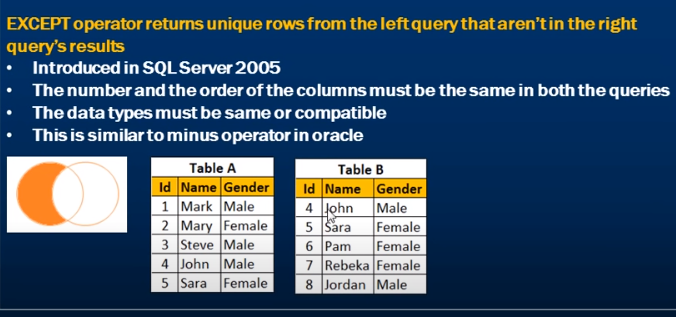 EXCEPT operator returns unique rows from the left query that aren't in the right
query's results
• Introduced in SQL Server 2005
• The number and the order of the columns must be the same in both the queries
• The data types must be same or compatible
• This is similar to minus operator in oracle
Table A
Id Name Gender
1 Mark Male
2 Mary Female
3 Steve Male
4 John Male
5 Sara Female
Table B
Id Name Gender
4 John Male
5 Sara Female
6 Pam Female
7 Rebeka Female
8 Jordan Male